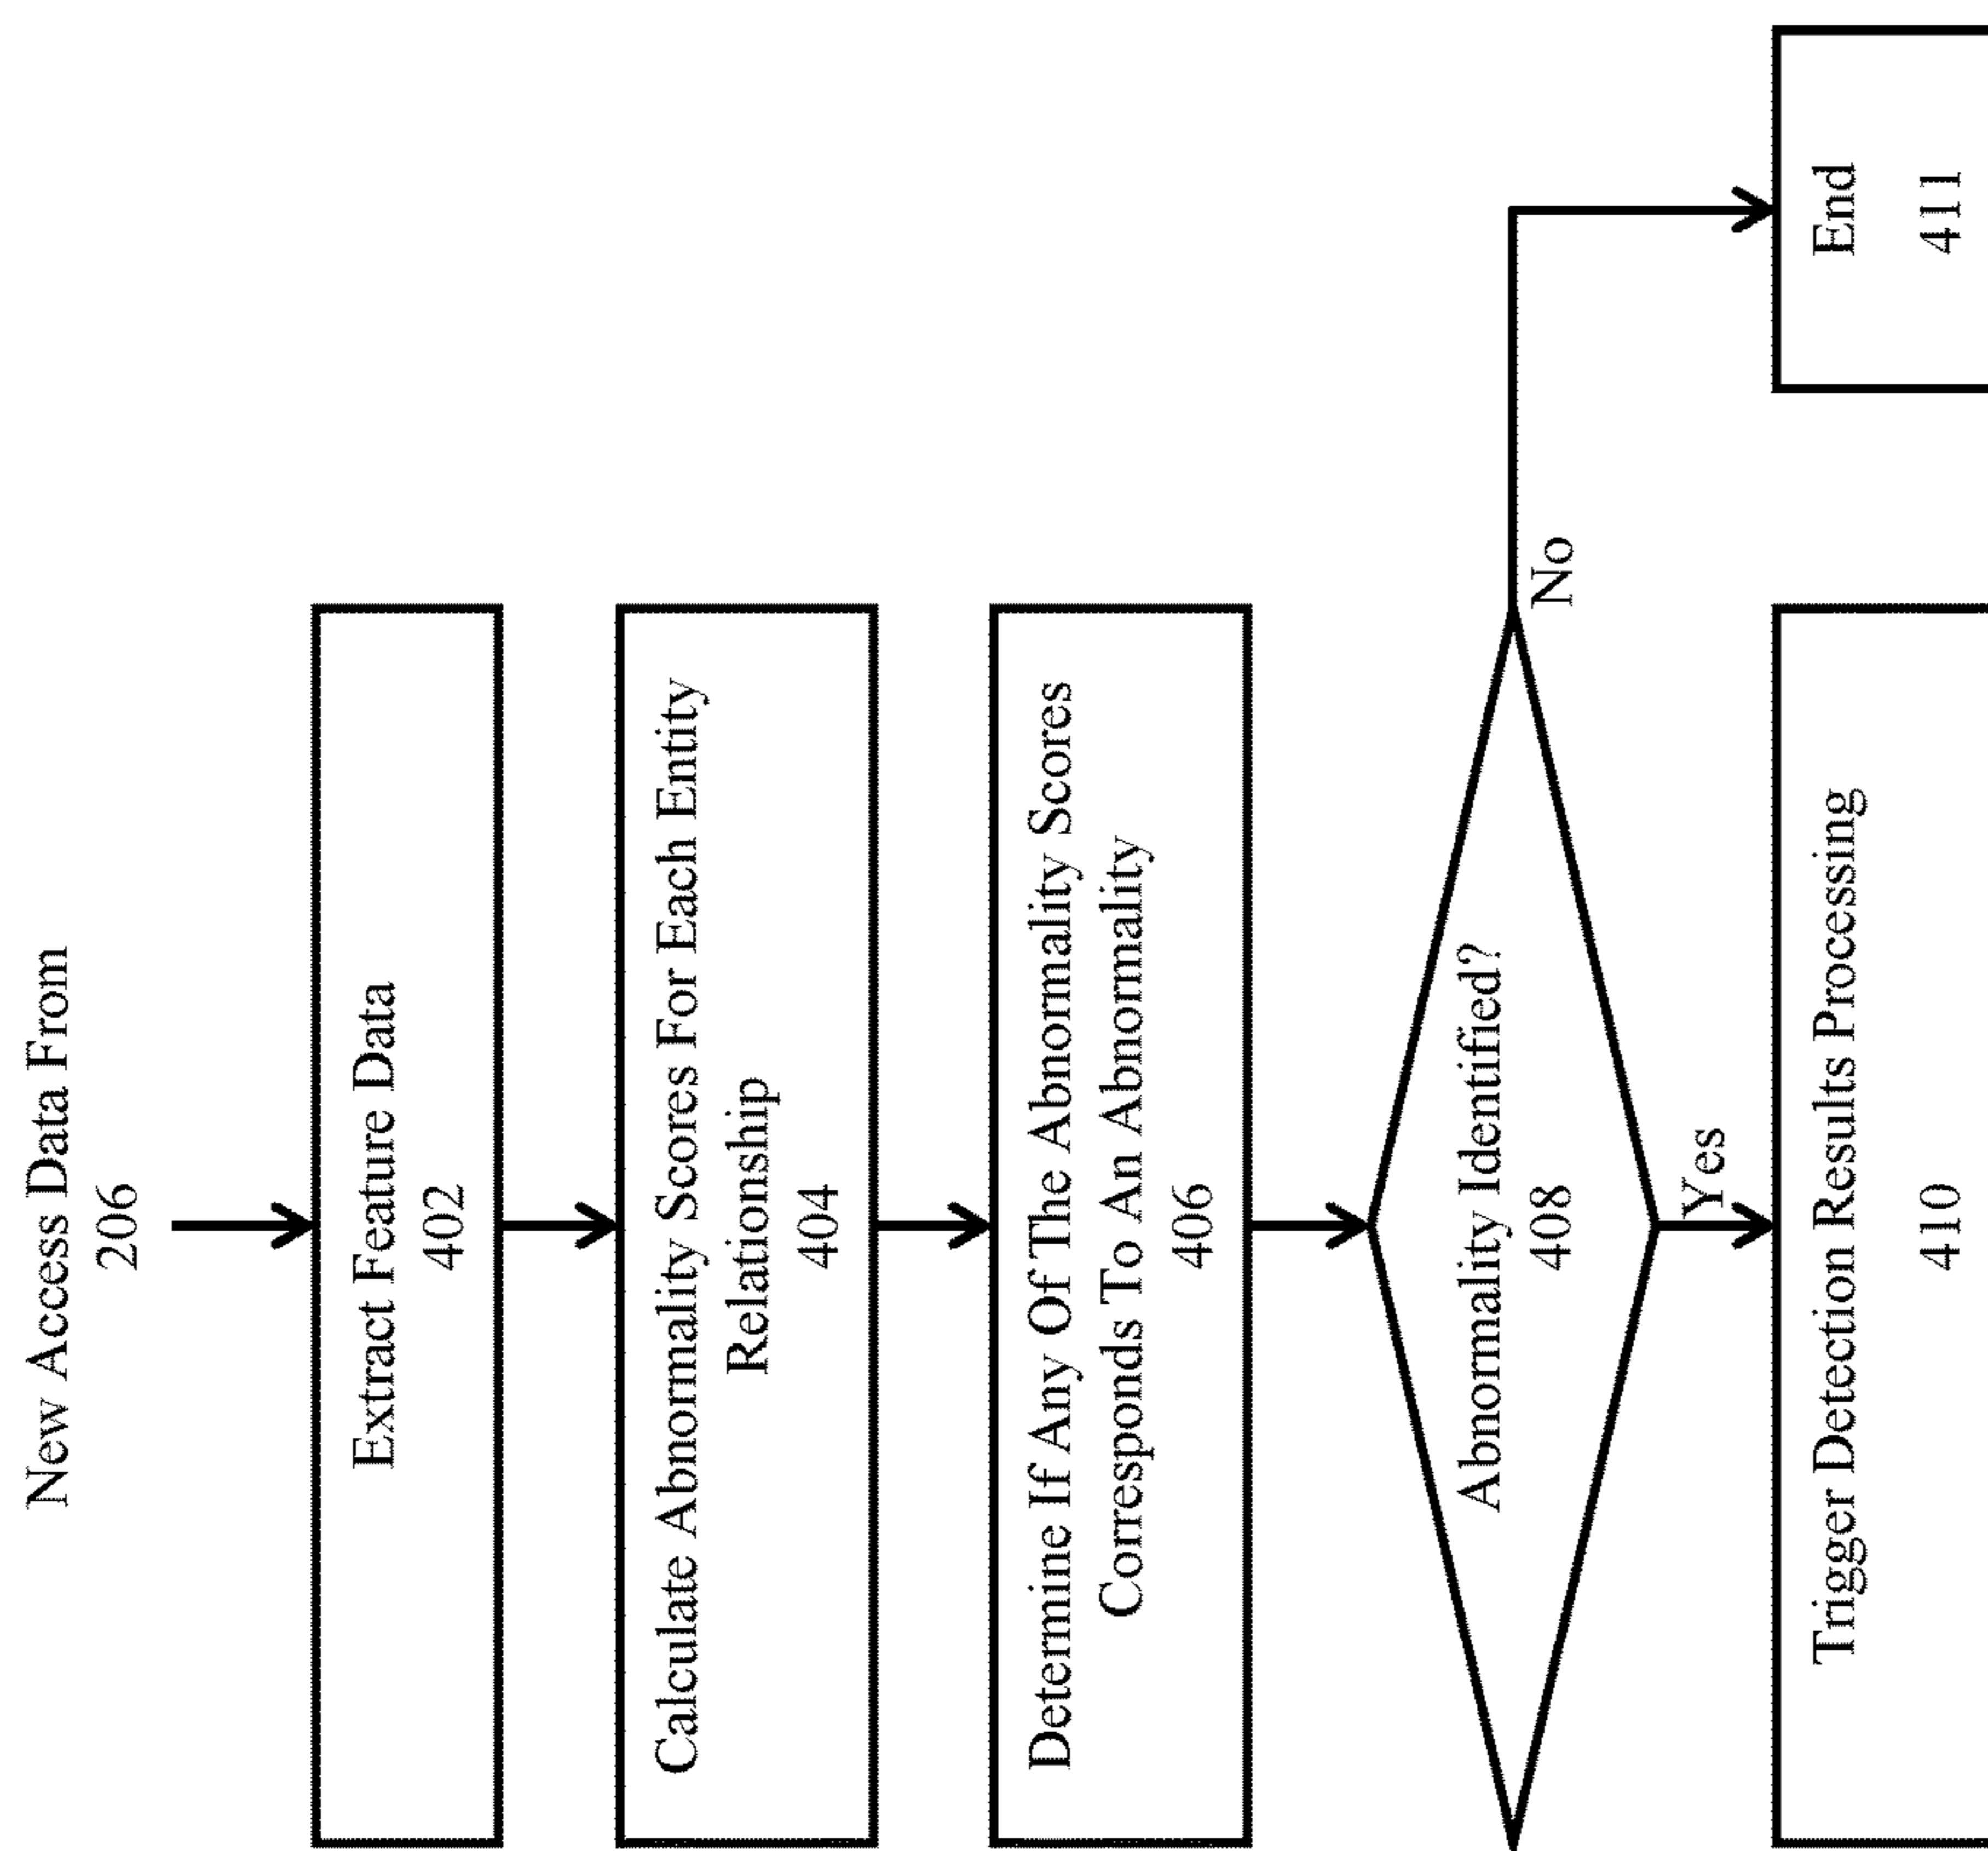 New Access Data From
206
Extract Feature Data
402
Calculate Abnormality Scores For Each Entity
Relationship
404
Determine If Any Of The Abnormality Scores
Corresponds To An Abnormality
406
Abnormality Identified?
408
No
Yes
Trigger Detection Results Processing
410
End
411